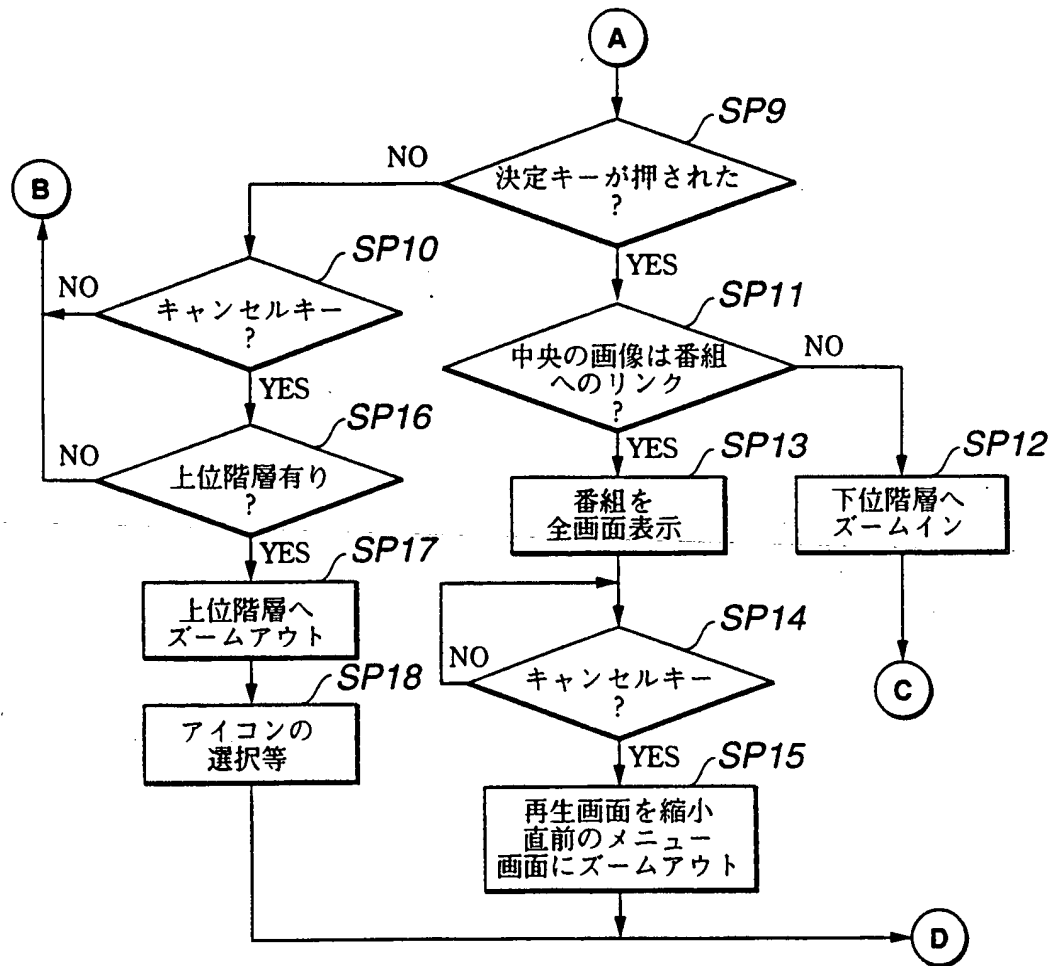 A
SP9
決定キーが押された
?
NO
YES
B
SP10
キャンセルキー
?
NO
YES
SP11
中央の画像は番組
へのリンク
?
NO
YES
SP16
上位階層有り
?
NO
YES
SP13
番組を
全画面表示
SP12
下位階層へ
ズームイン
SP17
上位階層へ
ズームアウト
SP14
キャンセルキー
?
NO
YES
C
SP18
アイコンの
選択等
SP15
再生画面を縮小
直前のメニュー
画面にズームアウト
D